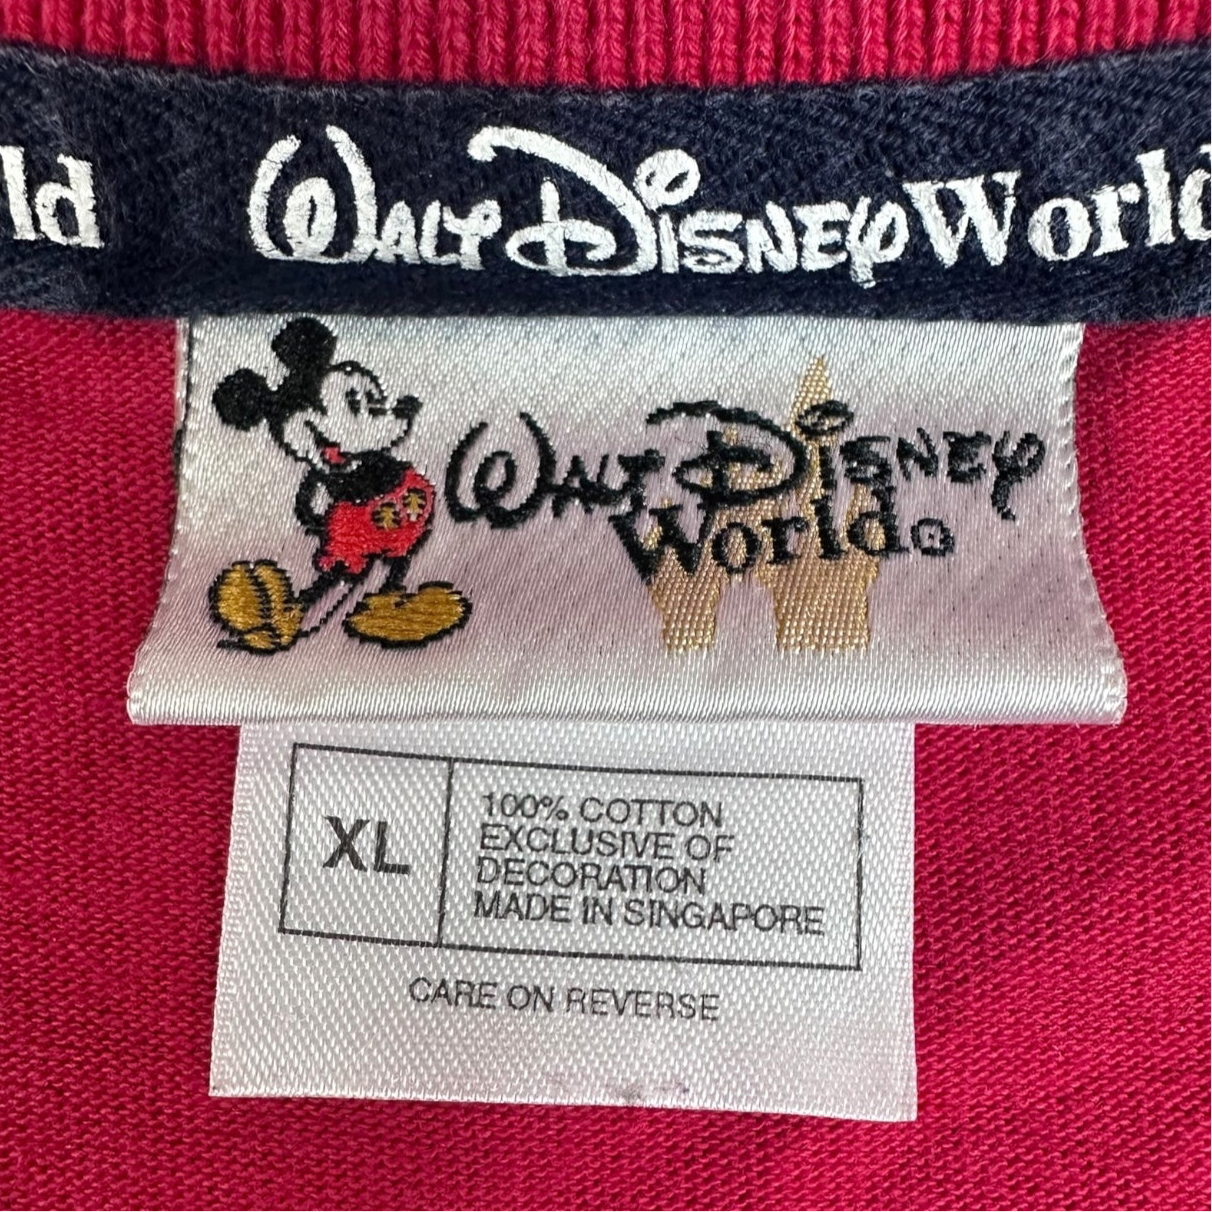 ld Walt Disney World
Walt Disney
World®
XL
100% COTTON
EXCLUSIVE OF
DECORATION
MADE IN SINGAPORE
CARE ON REVERSE